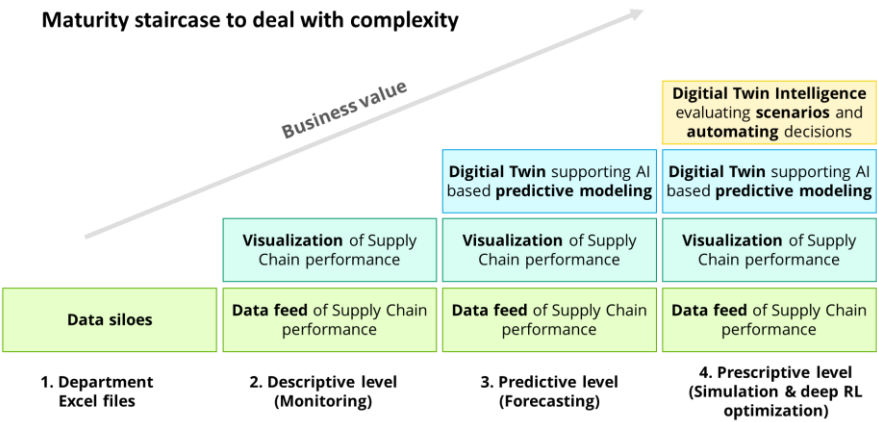 Maturity staircase to deal with complexity
Business value
Digitial Twin Intelligence
evaluating scenarios and
automating decisions
Digitial Twin supporting AI
based predictive modeling
Digitial Twin supporting AI
based predictive modeling
Visualization of Supply
Chain performance
Visualization of Supply
Chain performance
Visualization of Supply
Chain performance
Data siloes
Data feed of Supply Chain
performance
Data feed of Supply Chain
performance
Data feed of Supply Chain
performance
1. Department
Excel files
2. Descriptive level
(Monitoring)
3. Predictive level
(Forecasting)
4. Prescriptive level
(Simulation & deep RL
optimization)